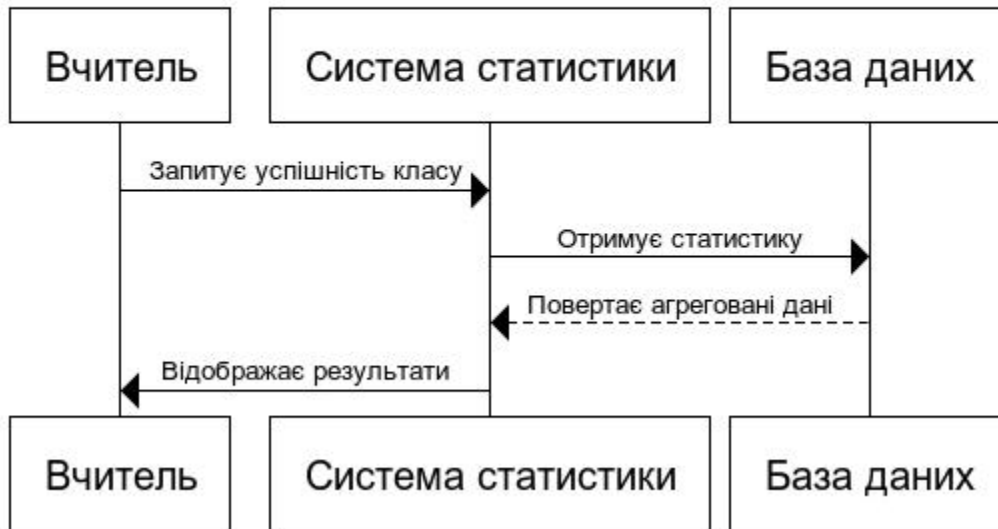 Вчитель
Система статистики
База даних
Запитує успішність класу
Отримує статистику
Повертає агреговані дані
Відображає результати
Вчитель
Система статистики
База даних